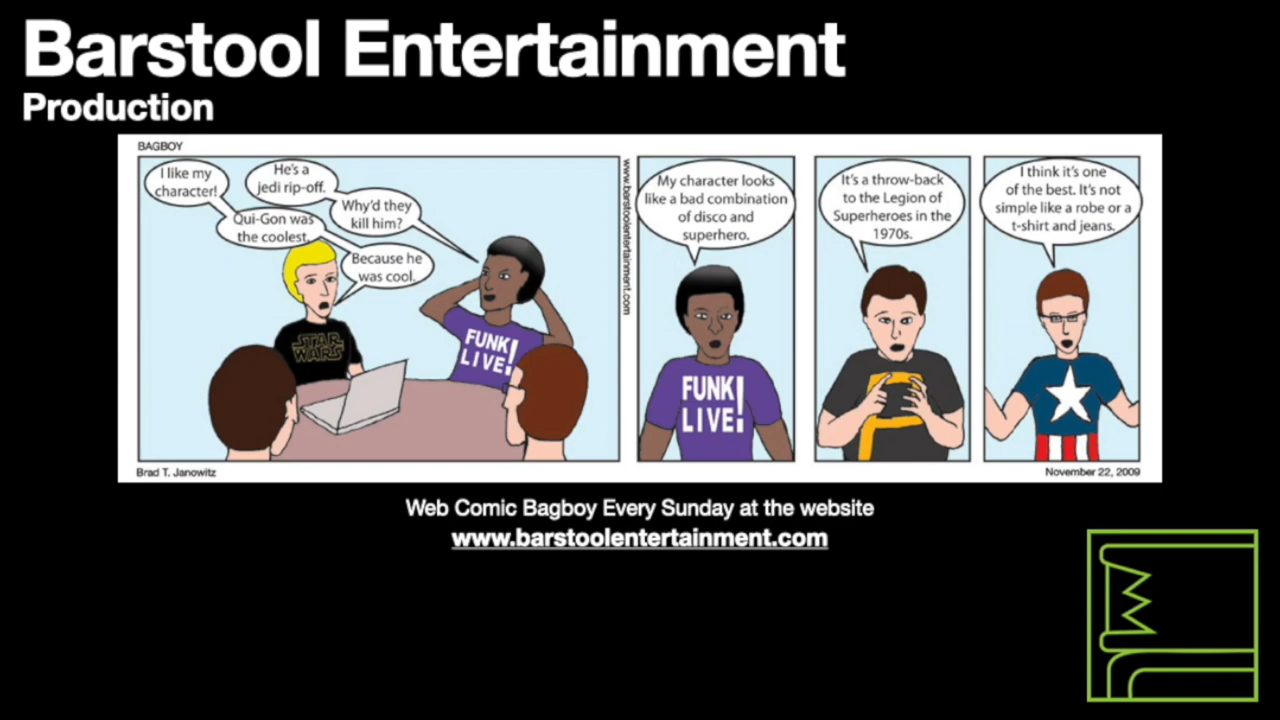 Barstool Entertainment
Production
BAGBOY
I like my
character!
He's a
jedi rip-off.
Qui-Gon was
the coolest.
Why'd they
kill him?
Because he
was cool.
STAR
WARS
FUNK
LIVE!
www.barstoolentertainment.com
My character looks
like a bad combination
of disco and
superhero.
FUNK
LIVE!
It's a throw-back
to the Legion of
Superheroes in the
1970s.
I think it's one
of the best. It's not
simple like a robe or a
t-shirt and jeans.
Brad T. Janowitz
November 22, 2009
Web Comic Bagboy Every Sunday at the website
www.barstoolentertainment.com